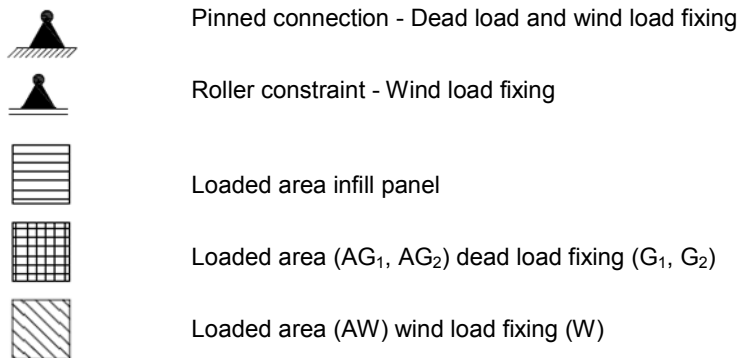 Pinned connection - Dead load and wind load fixing
Roller constraint - Wind load fixing
Loaded area infill panel
Loaded area (AG₁, AG₂) dead load fixing (G₁, G₂)
Loaded area (AW) wind load fixing (W)